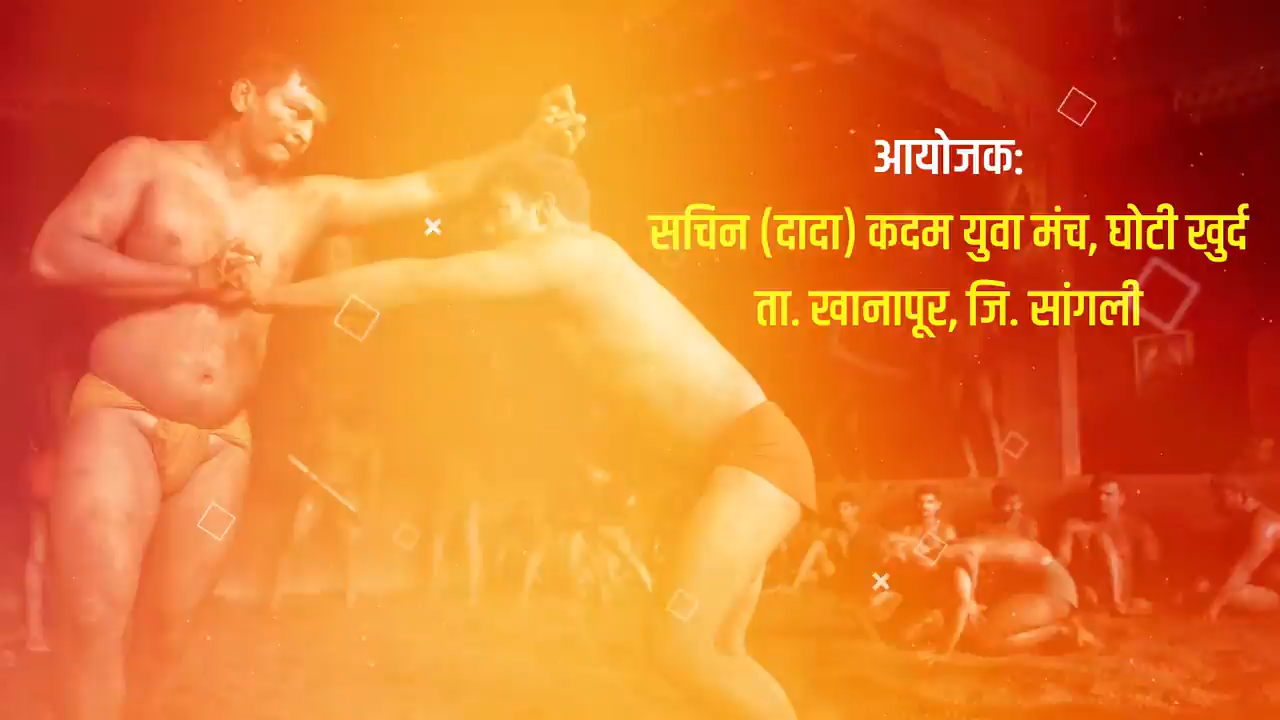 आयोजक:
सचिन (दादा) कदम युवा मंच, घोटी खुर्द
ता. खानापूर, जि. सांगली